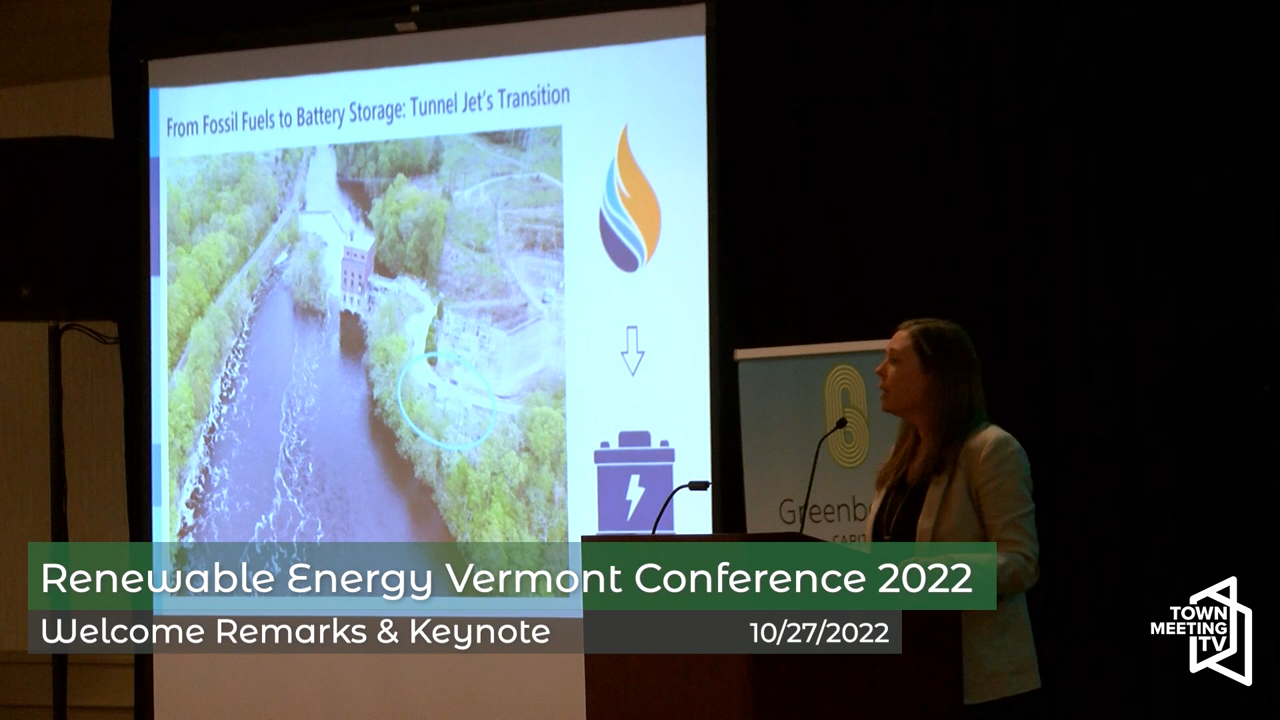 From Fossil Fuels to Battery Storage: Tunnel Jet's Transition
Renewable Energy Vermont Conference 2022
Welcome Remarks & Keynote
10/27/2022
TOWN
MEETING
TV